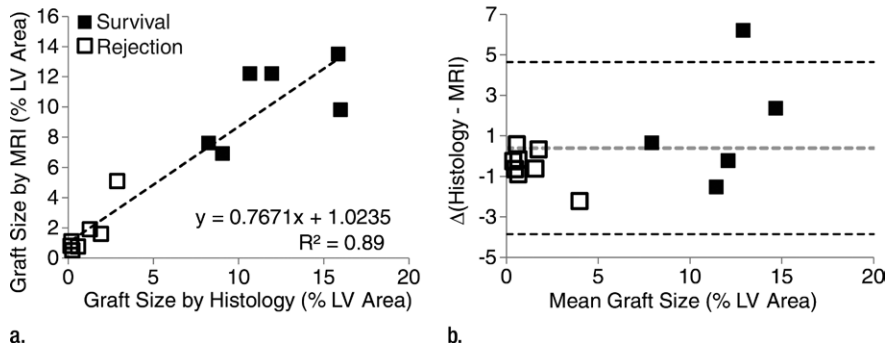 16
14
12
10
8
6
4
2
0
Graft Size by MRI (% LV Area)
Survival
Rejection
y = 0.7671x + 1.0235
R² = 0.89
0 5 10 15 20
Graft Size by Histology (% LV Area)
a.
7
5
3
1
-1
-3
-5
Δ(Histology - MRI)
0 5 10 15 20
Mean Graft Size (% LV Area)
b.